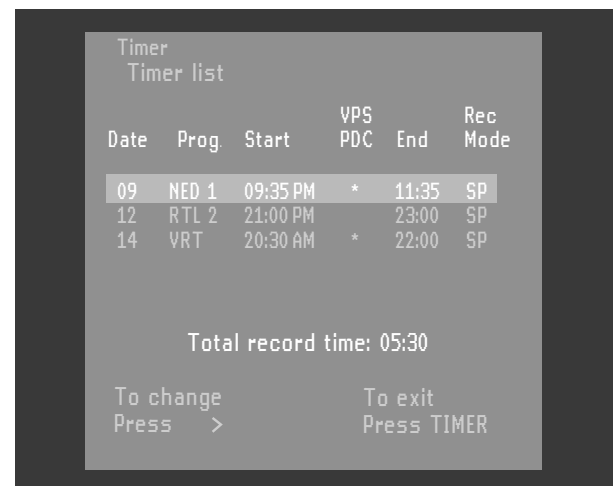 Timer
Timer list
VPS Rec
Date Prog. Start PDC End Mode
09 NED 1 09:35 PM * 11:35 SP
12 RTL 2 21:00 PM 23:00 SP
14 VRT 20:30 AM * 22:00 SP
Total record time: 05:30
To change To exit
Press > Press TIMER